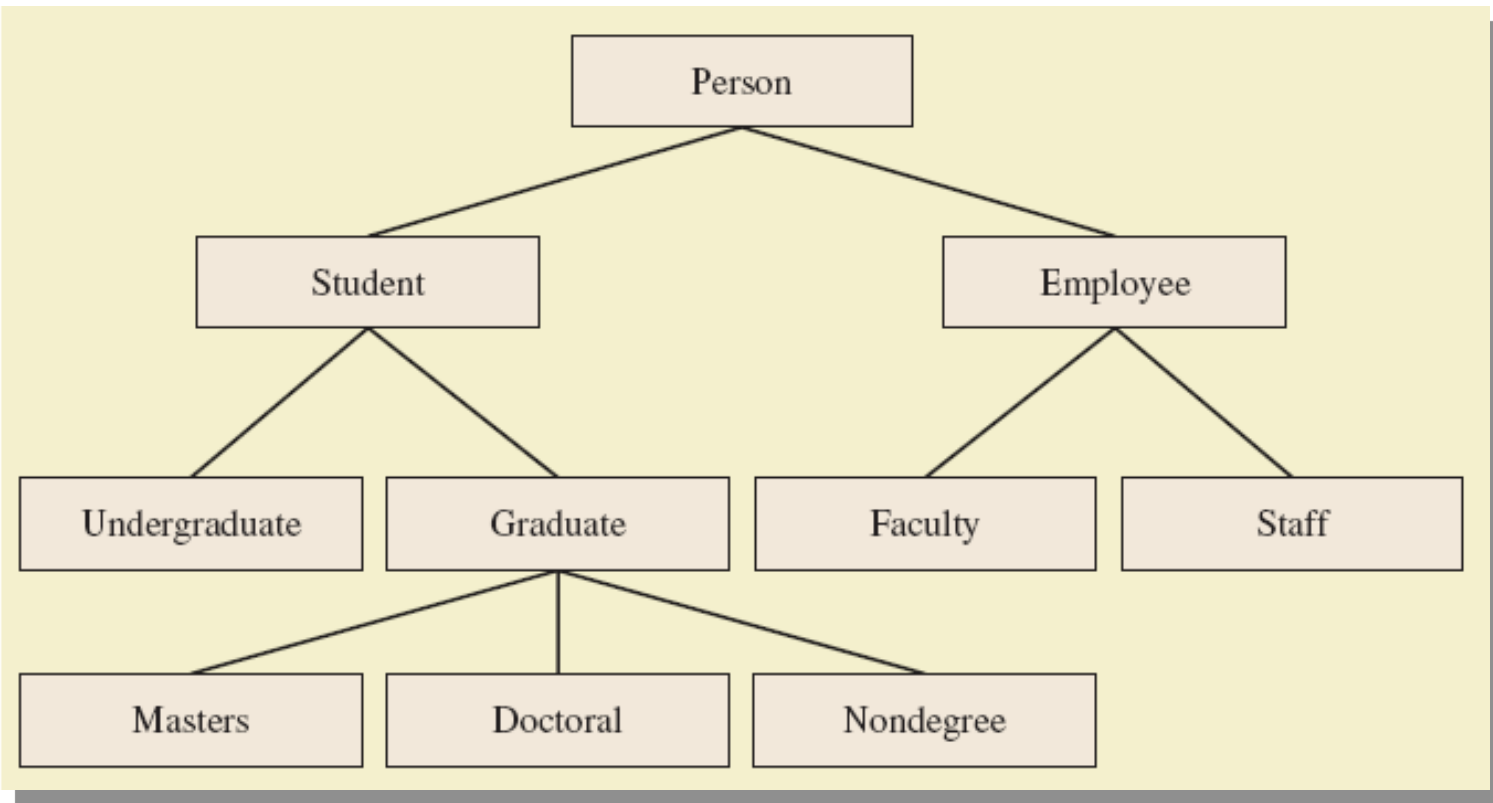 Person
Student
Employee
Undergraduate
Graduate
Faculty
Staff
Masters
Doctoral
Nondegree